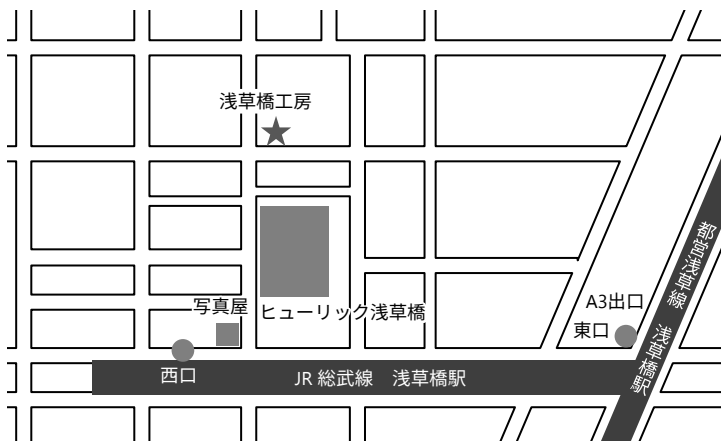 浅草橋工房
都営浅草線　浅草橋駅
A3出口
東口
写真屋
ヒューリック浅草橋
西口
JR 総武線　浅草橋駅